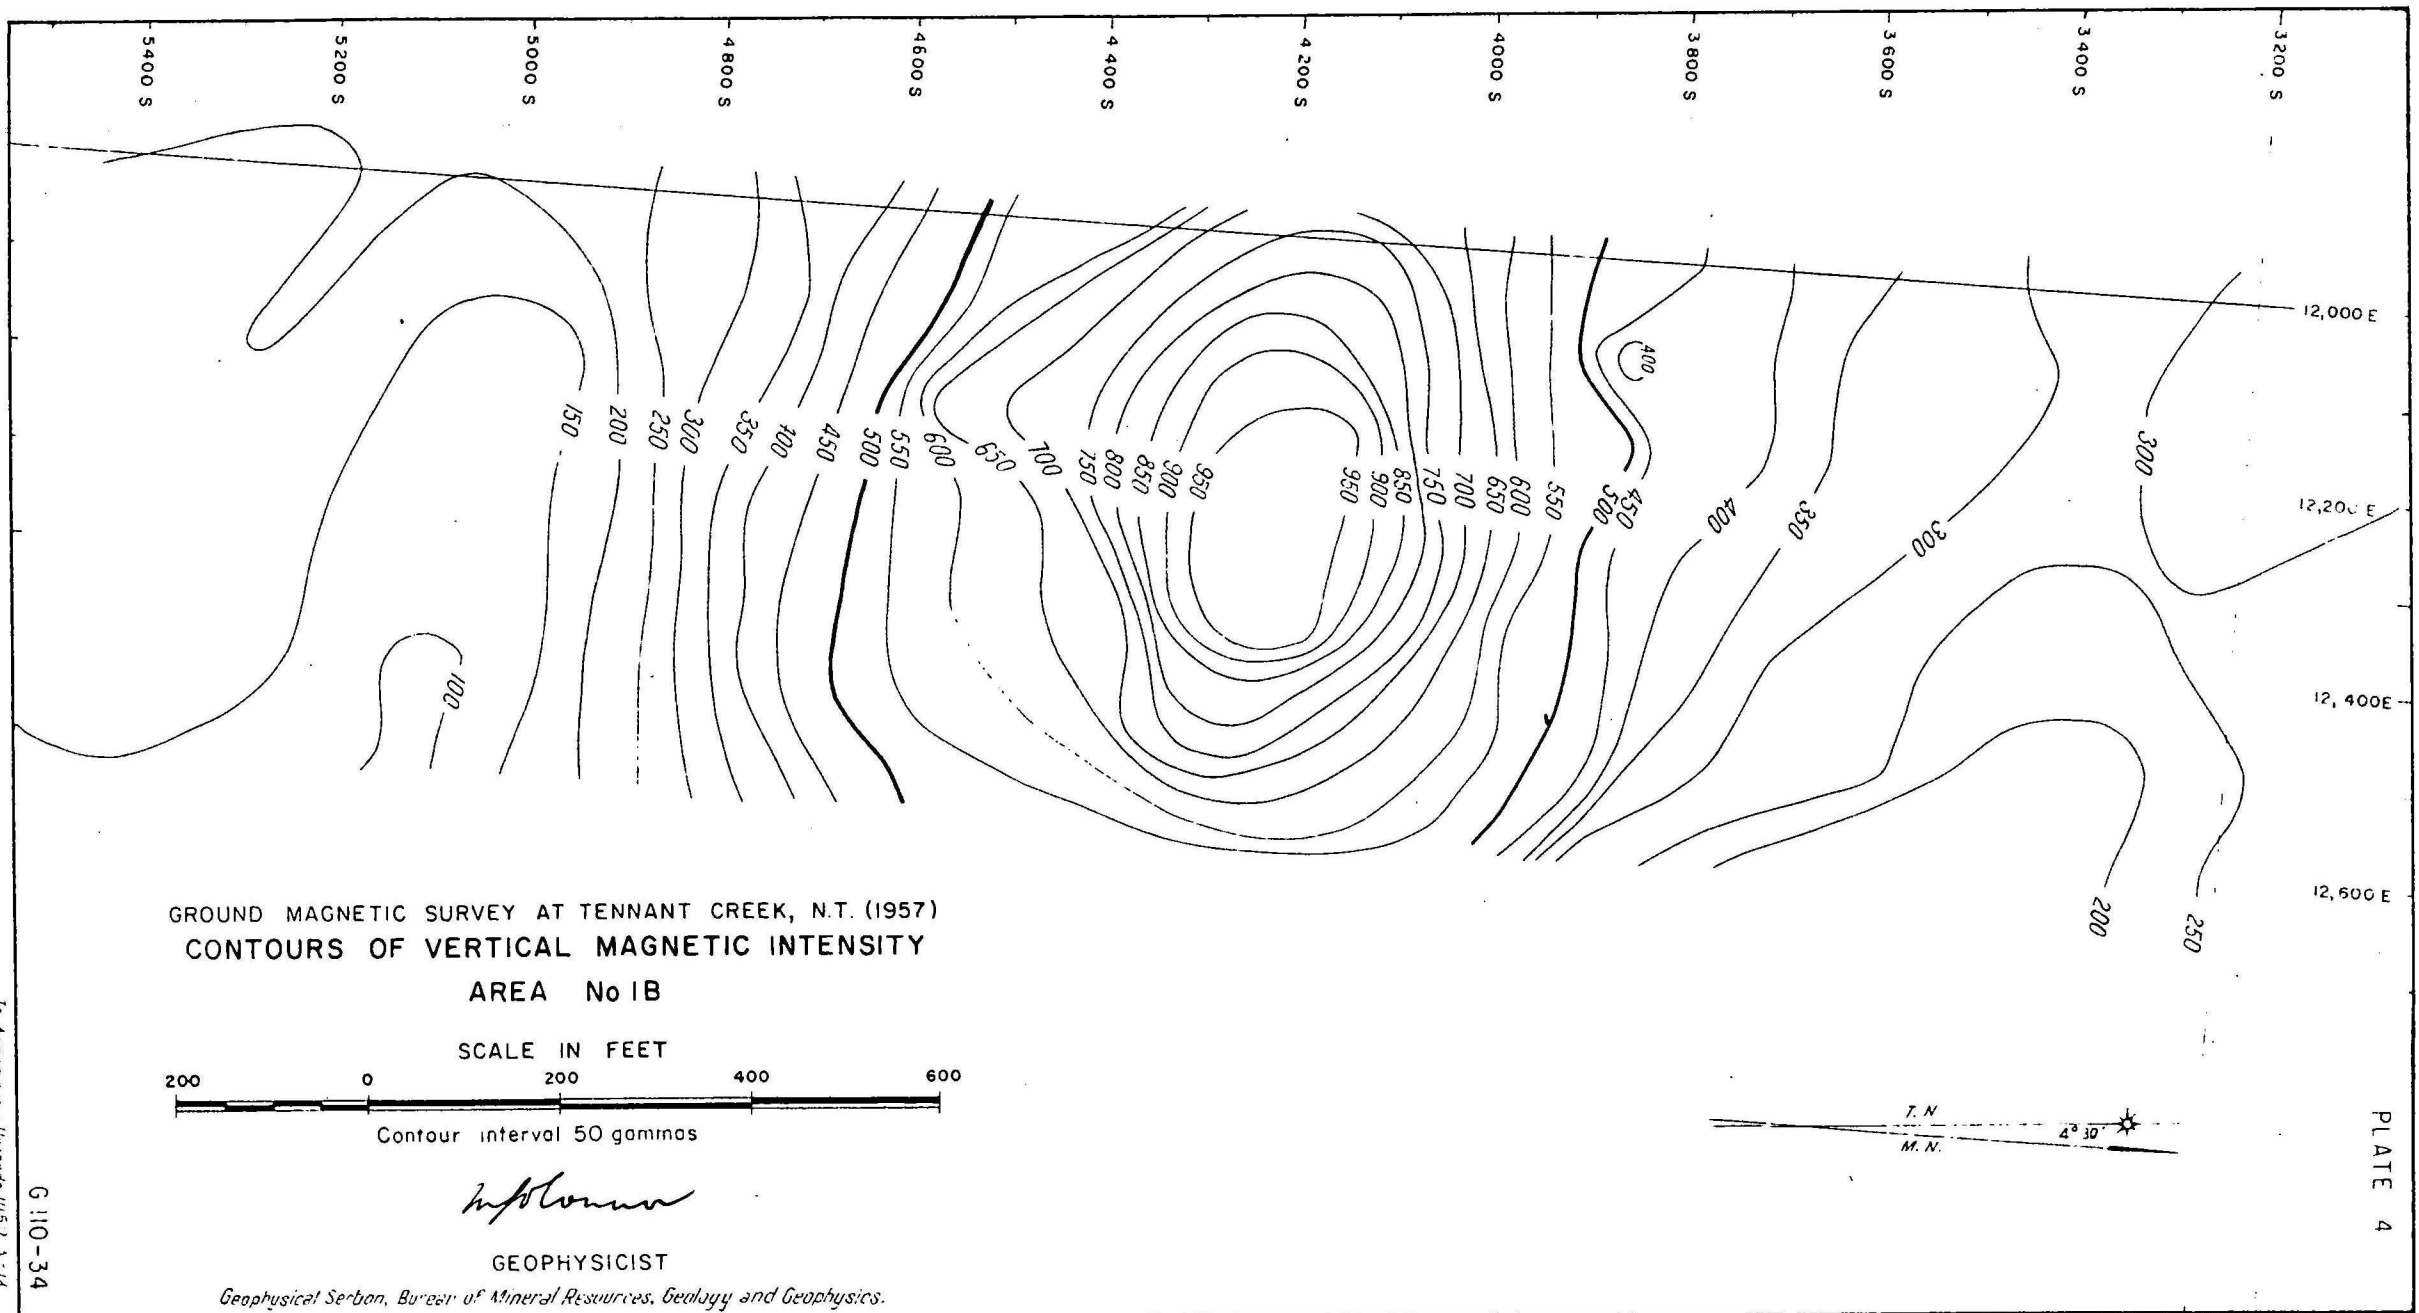 5400 S
5200 S
5000 S
4800 S
4600 S
4400 S
4200 S
4000 S
3800 S
3600 S
3400 S
3200 S
12,000 E
400
150
200
250
300
350
400
450
500
550
600
650
700
750
800
850
900
950
950
900
850
750
700
650
600
550
500
450
400
350
300
300
12,200 E
100
12,400E
12,600 E
200
250
GROUND MAGNETIC SURVEY AT TENNANT CREEK, N.T. (1957)
CONTOURS OF VERTICAL MAGNETIC INTENSITY
AREA No 1B
SCALE IN FEET
200 0 200 400 600
Contour interval 50 gammas
GEOPHYSICIST
Geophysical Section, Bureau of Mineral Resources, Geology and Geophysics.
T. N
4° 30'
M. N.
PLATE 4
G 110-34